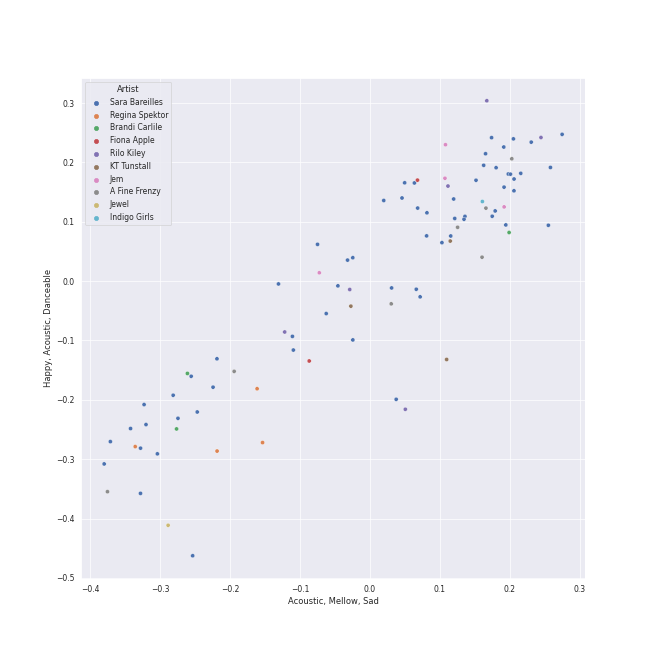 Artist
Sara Bareilles
Regina Spektor
Brandi Carlile
Fiona Apple
Rilo Kiley
KT Tunstall
Jem
A Fine Frenzy
Jewel
Indigo Girls
Happy, Acoustic, Danceable
0.3
0.2
0.1
0.0
−0.1
−0.2
−0.3
−0.4
−0.5
−0.4 −0.3 −0.2 −0.1 0.0 0.1 0.2 0.3
Acoustic, Mellow, Sad